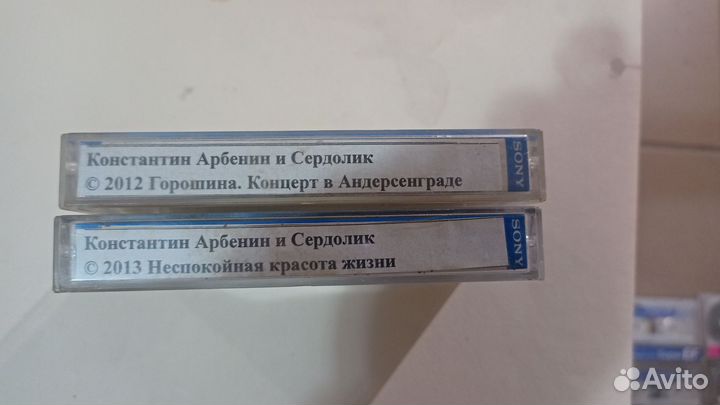 Константин Арбенин и Сердолик
© 2012 Горошина. Концерт в Андерсенграде
SONY
Константин Арбенин и Сердолик
© 2013 Неспокойная красота жизни
SONY
Avito